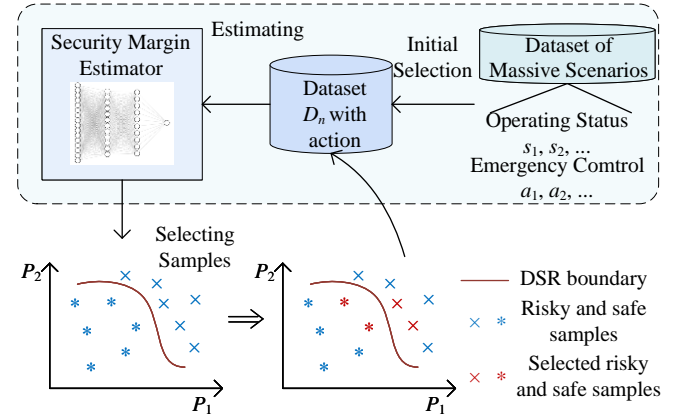 Security Margin
Estimator
Estimating
Dataset
Dₙ with
action
Initial
Selection
Dataset of
Massive Scenarios
Operating Status
s₁, s₂, ...
Emergency Comtrol
a₁, a₂, ...
Selecting
Samples
P₂
P₁
P₂
P₁
DSR boundary
Risky and safe
samples
Selected risky
and safe samples